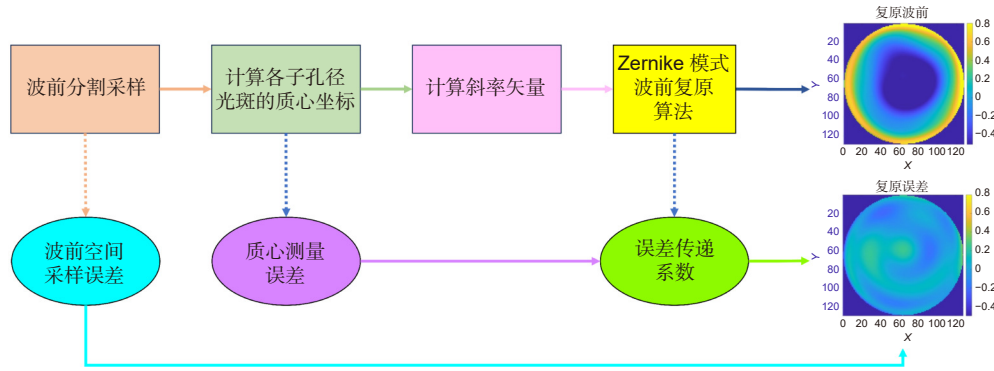 波前分割采样
计算各子孔径
光斑的质心坐标
计算斜率矢量
Zernike 模式
波前复原
算法
复原波前
Y
20
40
60
80
100
120
0 20 40 60 80 100 120
X
0.8
0.6
0.4
0.2
0
−0.2
−0.4
波前空间
采样误差
质心测量
误差
误差传递
系数
复原误差
Y
20
40
60
80
100
120
0 20 40 60 80 100 120
X
0.8
0.6
0.4
0.2
0
−0.2
−0.4